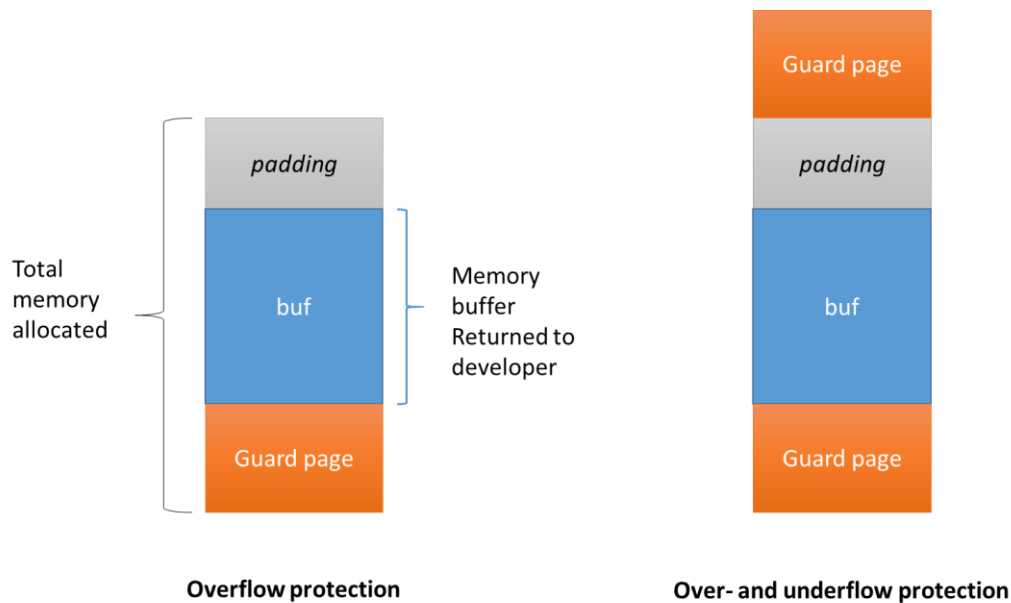 Guard page
padding
padding
Total
memory
allocated
buf
Memory
buffer
Returned to
developer
buf
Guard page
Guard page
Overflow protection
Over- and underflow protection